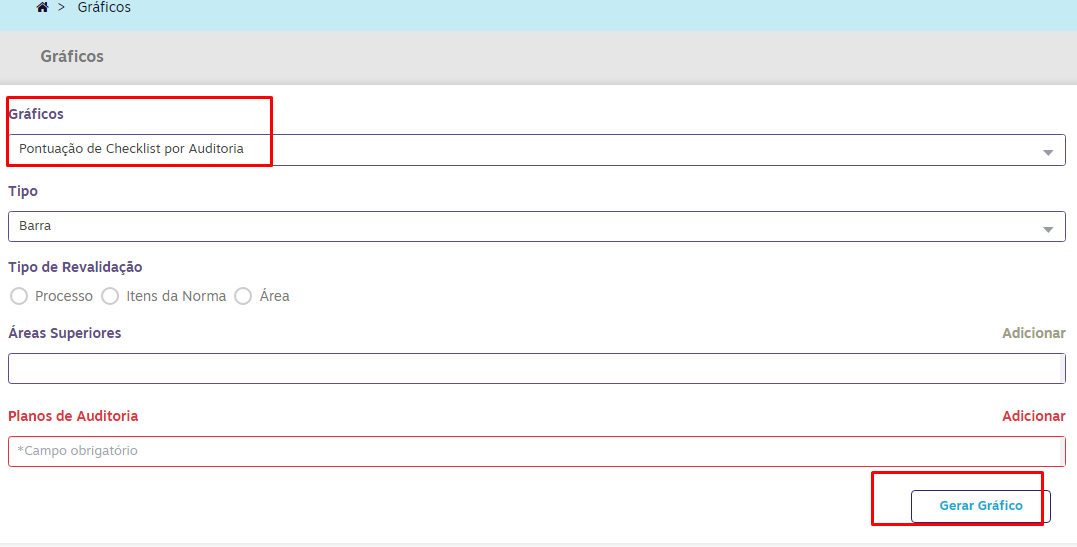 > Gráficos
Gráficos
Gráficos
Pontuação de Checklist por Auditoria
Tipo
Barra
Tipo de Revalidação
Processo Itens da Norma Área
Áreas Superiores Adicionar
Planos de Auditoria Adicionar
*Campo obrigatório
Gerar Gráfico